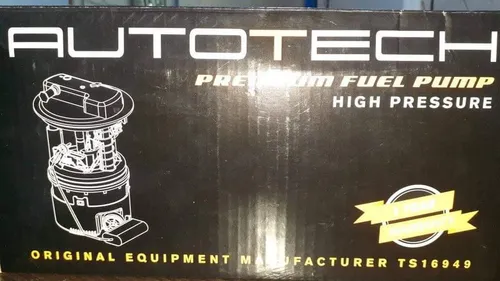 AUTOTECH
PREMIUM FUEL PUMP
HIGH PRESSURE
ORIGINAL EQUIPMENT MANUFACTURER TS16949